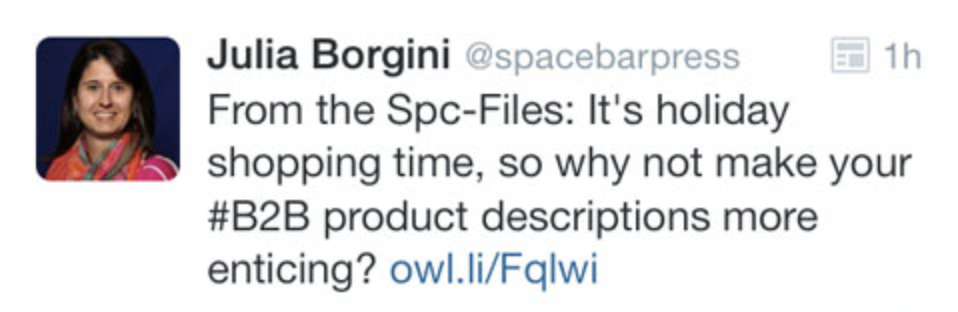 Julia Borgini @spacebarpress 1h
From the Spc-Files: It's holiday
shopping time, so why not make your
#B2B product descriptions more
enticing? owl.li/Fqlwi